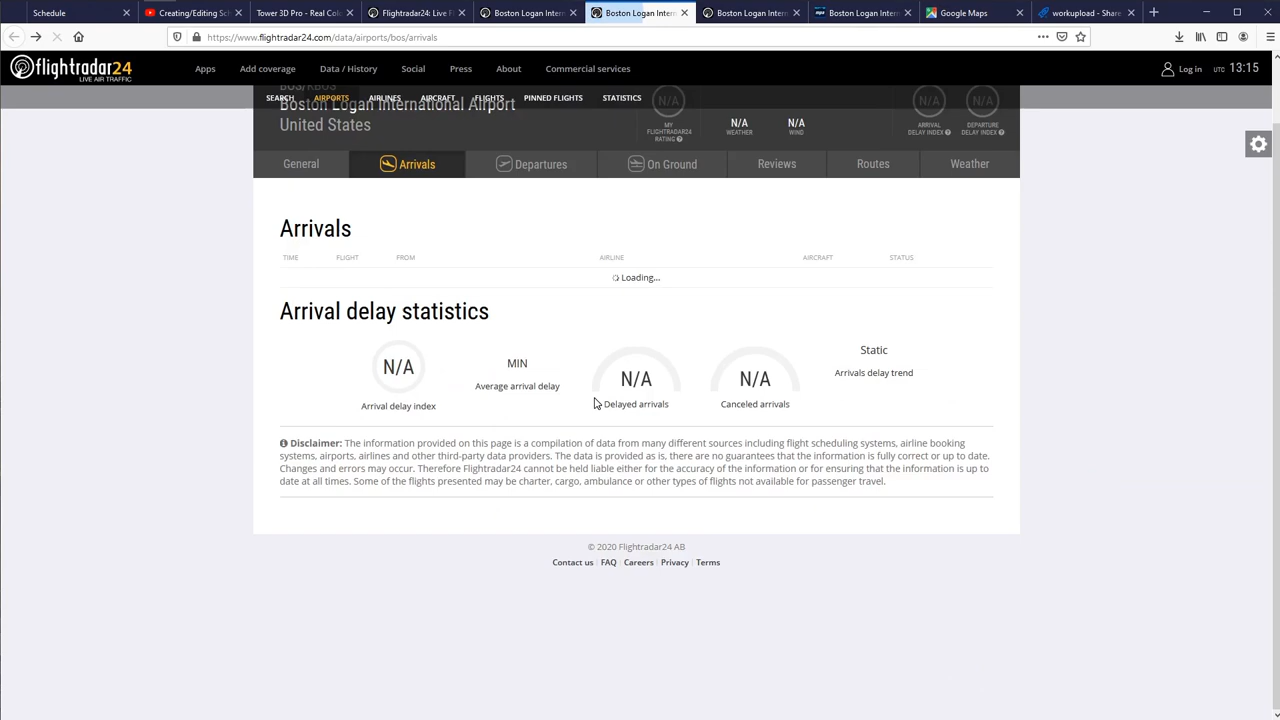 Schedule
Creating/Editing Sch
Tower 3D Pro - Real Colo
Flightradar24: Live Fl
Boston Logan Intern
Boston Logan Intern
Boston Logan Intern
Boston Logan Intern
Google Maps
workupload - Share
https://www.flightradar24.com/data/airports/bos/arrivals
flightradar24
LIVE AIR TRAFFIC
Apps
Add coverage
Data / History
Social
Press
About
Commercial services
Log in
UTC 13:15
BOS/KBOS
SEARCH
AIRPORTS
AIRLINES
AIRCRAFT
FLIGHTS
PINNED FLIGHTS
STATISTICS
Boston Logan International Airport
United States
N/A
MY
FLIGHTRADAR24
RATING
N/A
WEATHER
N/A
WIND
N/A
ARRIVAL
DELAY INDEX
N/A
DEPARTURE
DELAY INDEX
General
Arrivals
Departures
On Ground
Reviews
Routes
Weather
Arrivals
TIME
FLIGHT
FROM
AIRLINE
AIRCRAFT
STATUS
Loading...
Arrival delay statistics
N/A
Arrival delay index
MIN
Average arrival delay
N/A
Delayed arrivals
N/A
Canceled arrivals
Static
Arrivals delay trend
Disclaimer: The information provided on this page is a compilation of data from many different sources including flight scheduling systems, airline booking
systems, airports, airlines and other third-party data providers. The data is provided as is, there are no guarantees that the information is fully correct or up to date.
Changes and errors may occur. Therefore Flightradar24 cannot be held liable either for the accuracy of the information or for ensuring that the information is up to
date at all times. Some of the flights presented may be charter, cargo, ambulance or other types of flights not available for passenger travel.
© 2020 Flightradar24 AB
Contact us | FAQ | Careers | Privacy | Terms